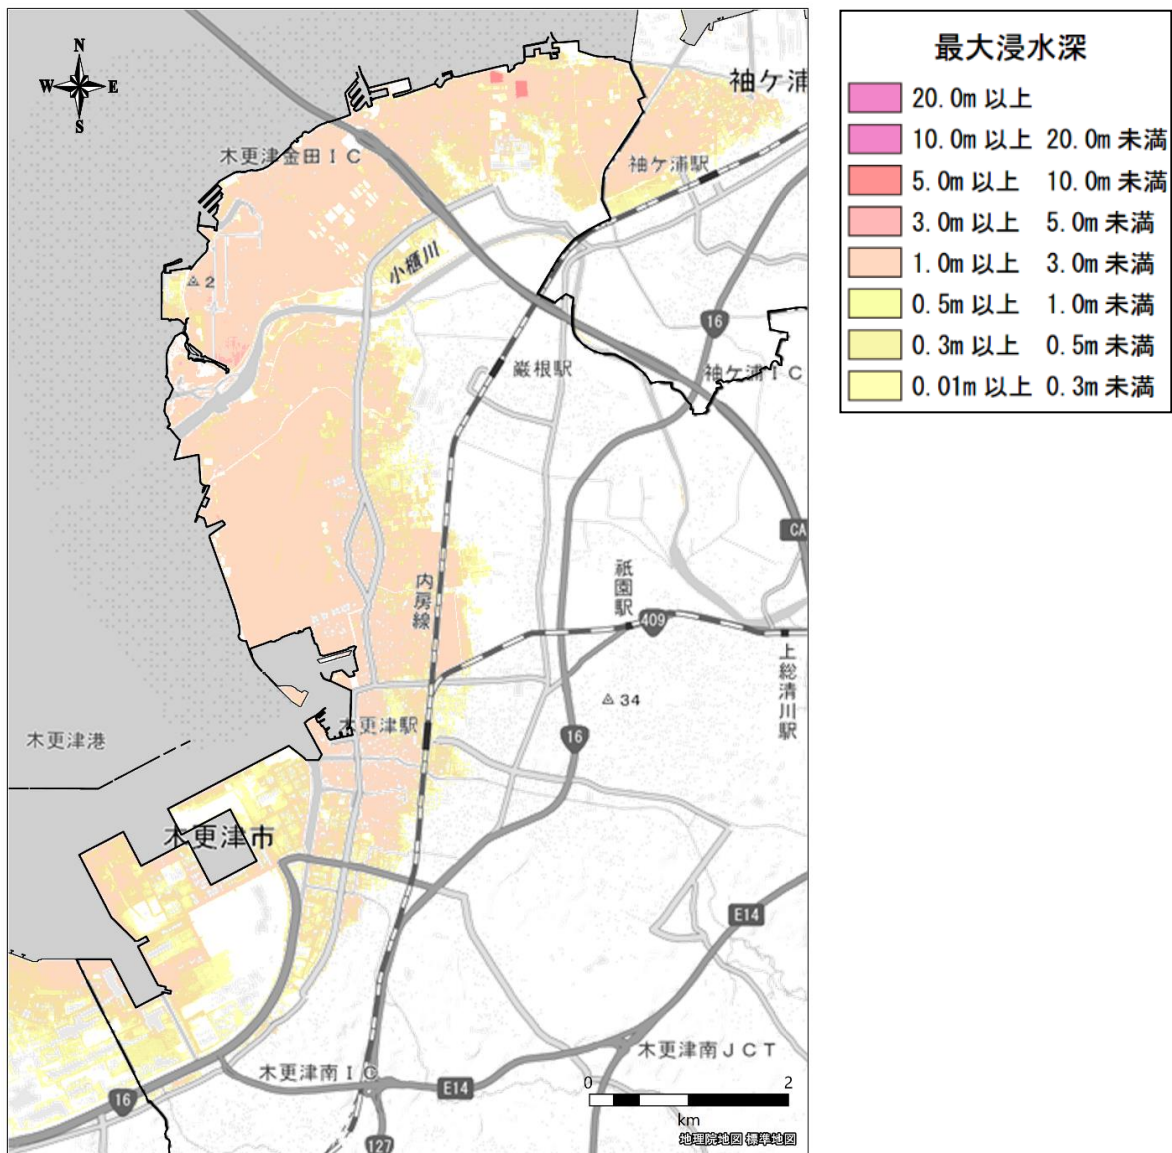 N
W E
S
袖ケ浦
木更津金田IC
袖ケ浦駅
小櫃川
2
16
巌根駅
袖ケ浦IC
CA
内房線
祇園駅
409
上総清川駅
34
木更津駅
木更津港
16
木更津市
E14
木更津南JCT
木更津南IC
E14
16
127
0 2
km
地理院地図 標準地図
最大浸水深
20.0m 以上
10.0m 以上 20.0m 未満
5.0m 以上 10.0m 未満
3.0m 以上 5.0m 未満
1.0m 以上 3.0m 未満
0.5m 以上 1.0m 未満
0.3m 以上 0.5m 未満
0.01m 以上 0.3m 未満